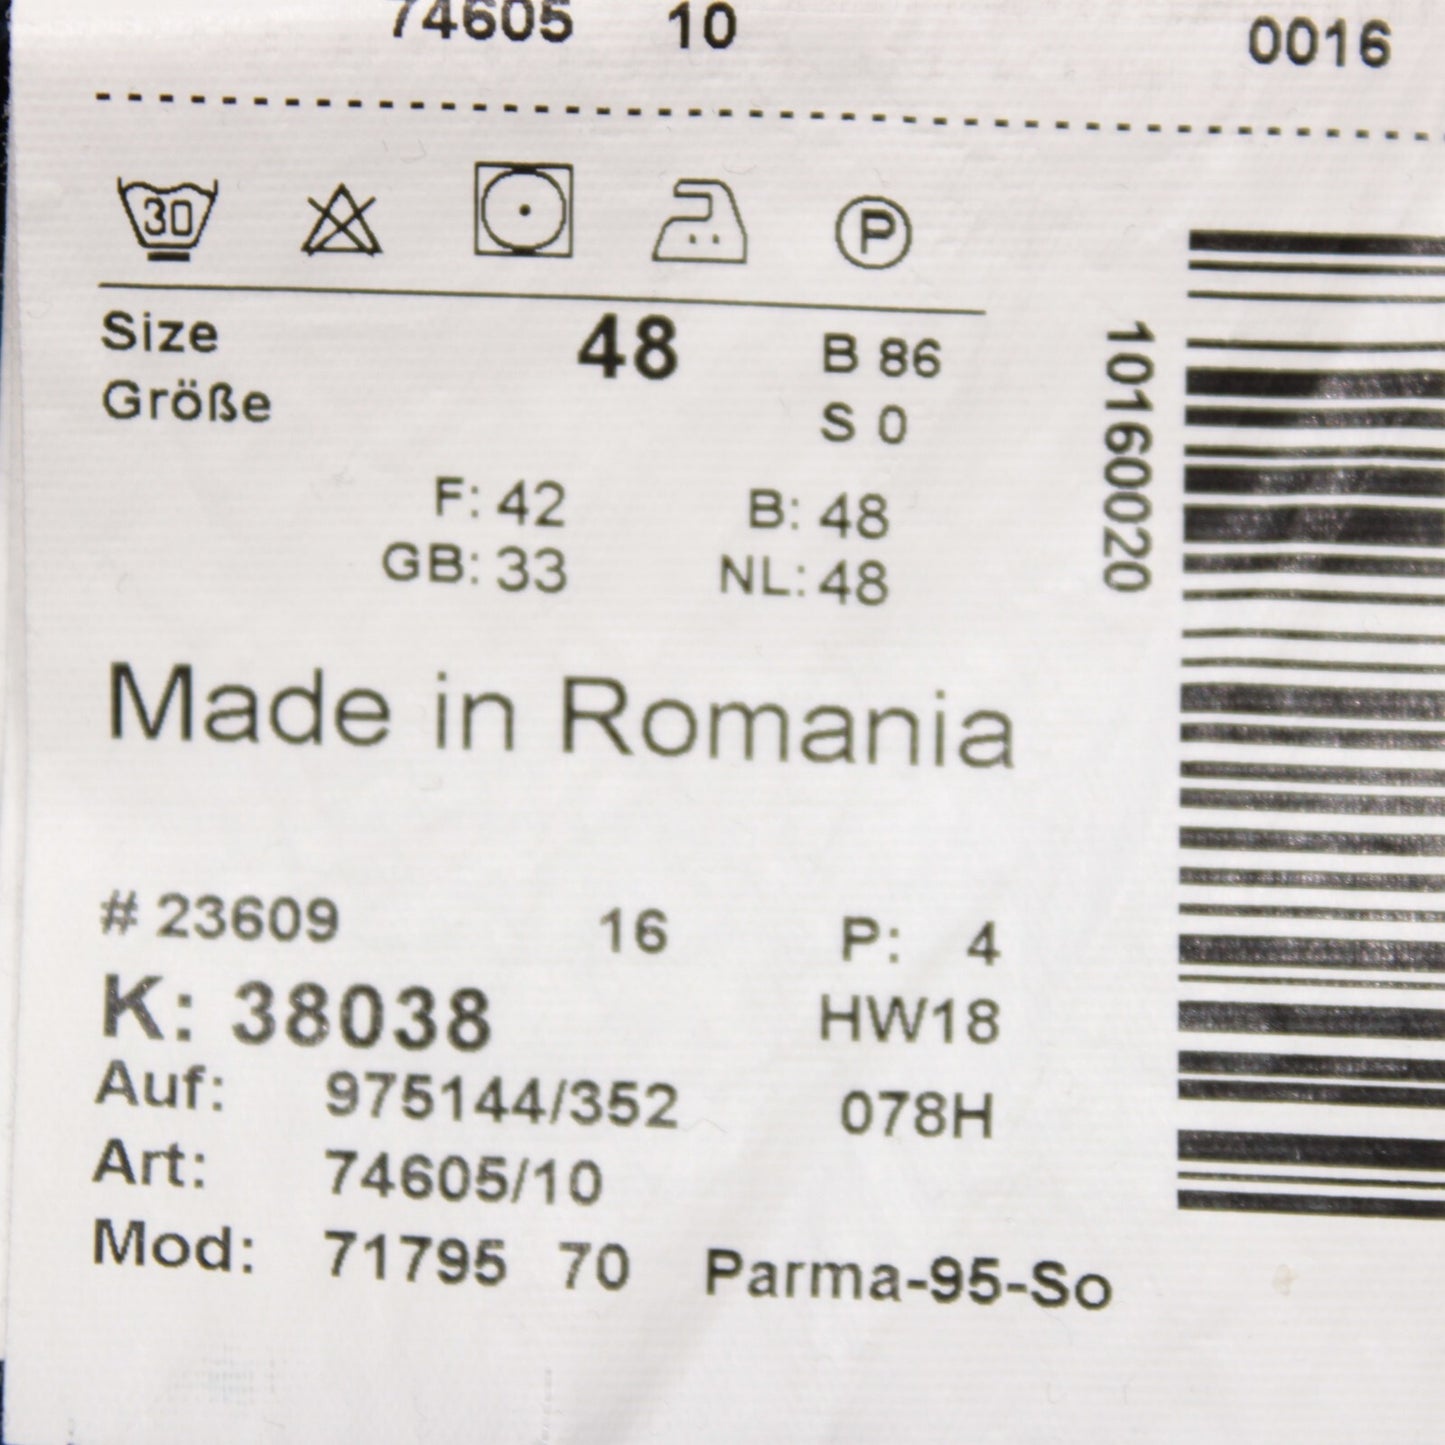 74605 10 0016
30
P
Size 48 B 86
Größe S 0
F: 42 B: 48
GB: 33 NL: 48
Made in Romania
# 23609 16 P: 4
K: 38038 HW18
Auf: 975144/352 078H
Art: 74605/10
Mod: 71795 70 Parma-95-So
10160020